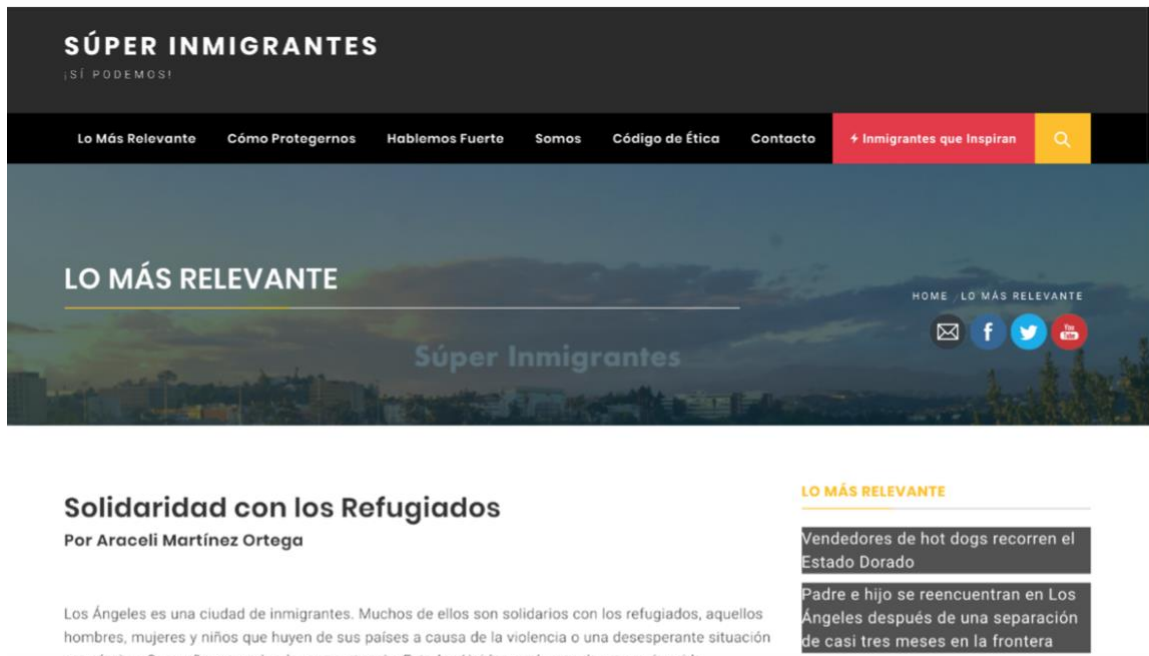 SÚPER INMIGRANTES
¡SÍ PODEMOS!
Lo Más Relevante Cómo Protegernos Hablemos Fuerte Somos Código de Ética Contacto Inmigrantes que Inspiran
LO MÁS RELEVANTE
HOME / LO MÁS RELEVANTE
f You Tube
Súper Inmigrantes
Solidaridad con los Refugiados
Por Araceli Martínez Ortega
Los Ángeles es una ciudad de inmigrantes. Muchos de ellos son solidarios con los refugiados, aquellos
hombres, mujeres y niños que huyen de sus países a causa de la violencia o una desesperante situación
LO MÁS RELEVANTE
Vendedores de hot dogs recorren el
Estado Dorado
Padre e hijo se reencuentran en Los
Ángeles después de una separación
de casi tres meses en la frontera